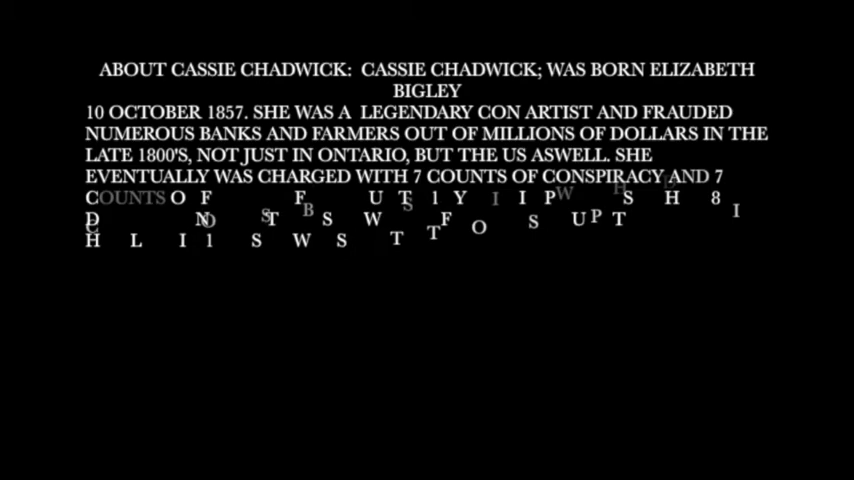 ABOUT CASSIE CHADWICK: CASSIE CHADWICK; WAS BORN ELIZABETH
BIGLEY
10 OCTOBER 1857. SHE WAS A LEGENDARY CON ARTIST AND FRAUDED
NUMEROUS BANKS AND FARMERS OUT OF MILLIONS OF DOLLARS IN THE
LATE 1800'S, NOT JUST IN ONTARIO, BUT THE US ASWELL. SHE
EVENTUALLY WAS CHARGED WITH 7 COUNTS OF CONSPIRACY AND 7
COUNTS OF